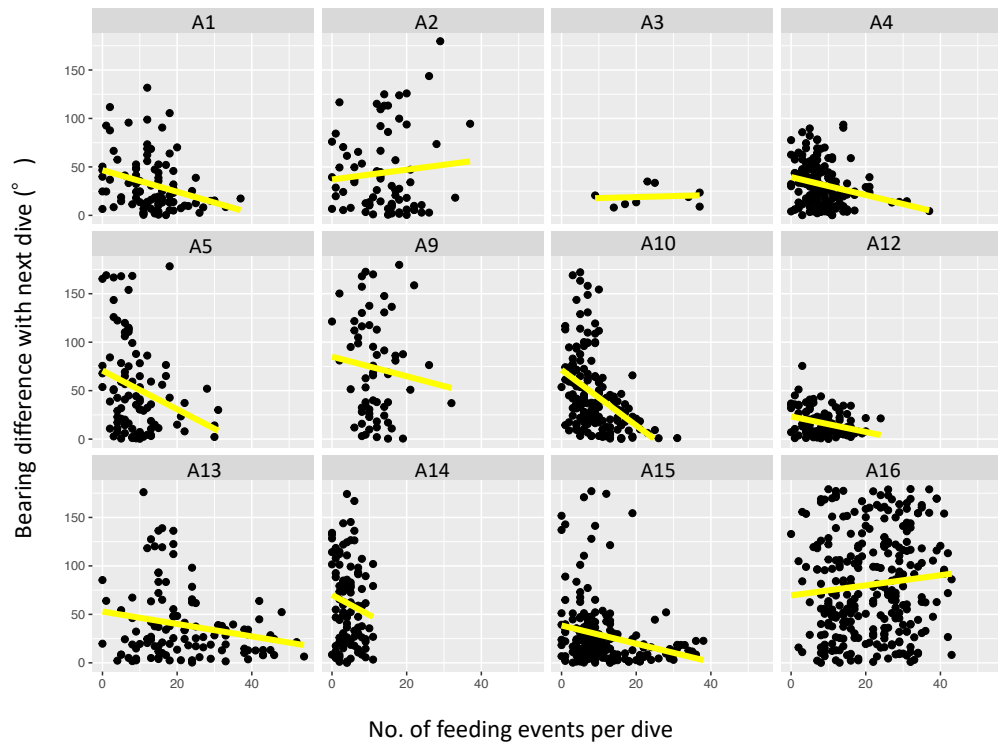 A1 A2 A3 A4
150
100
50
0
A5 A9 A10 A12
150
100
50
0
A13 A14 A15 A16
150
100
50
0
0 20 40 0 20 40 0 20 40 0 20 40
Bearing difference with next dive (° )
No. of feeding events per dive